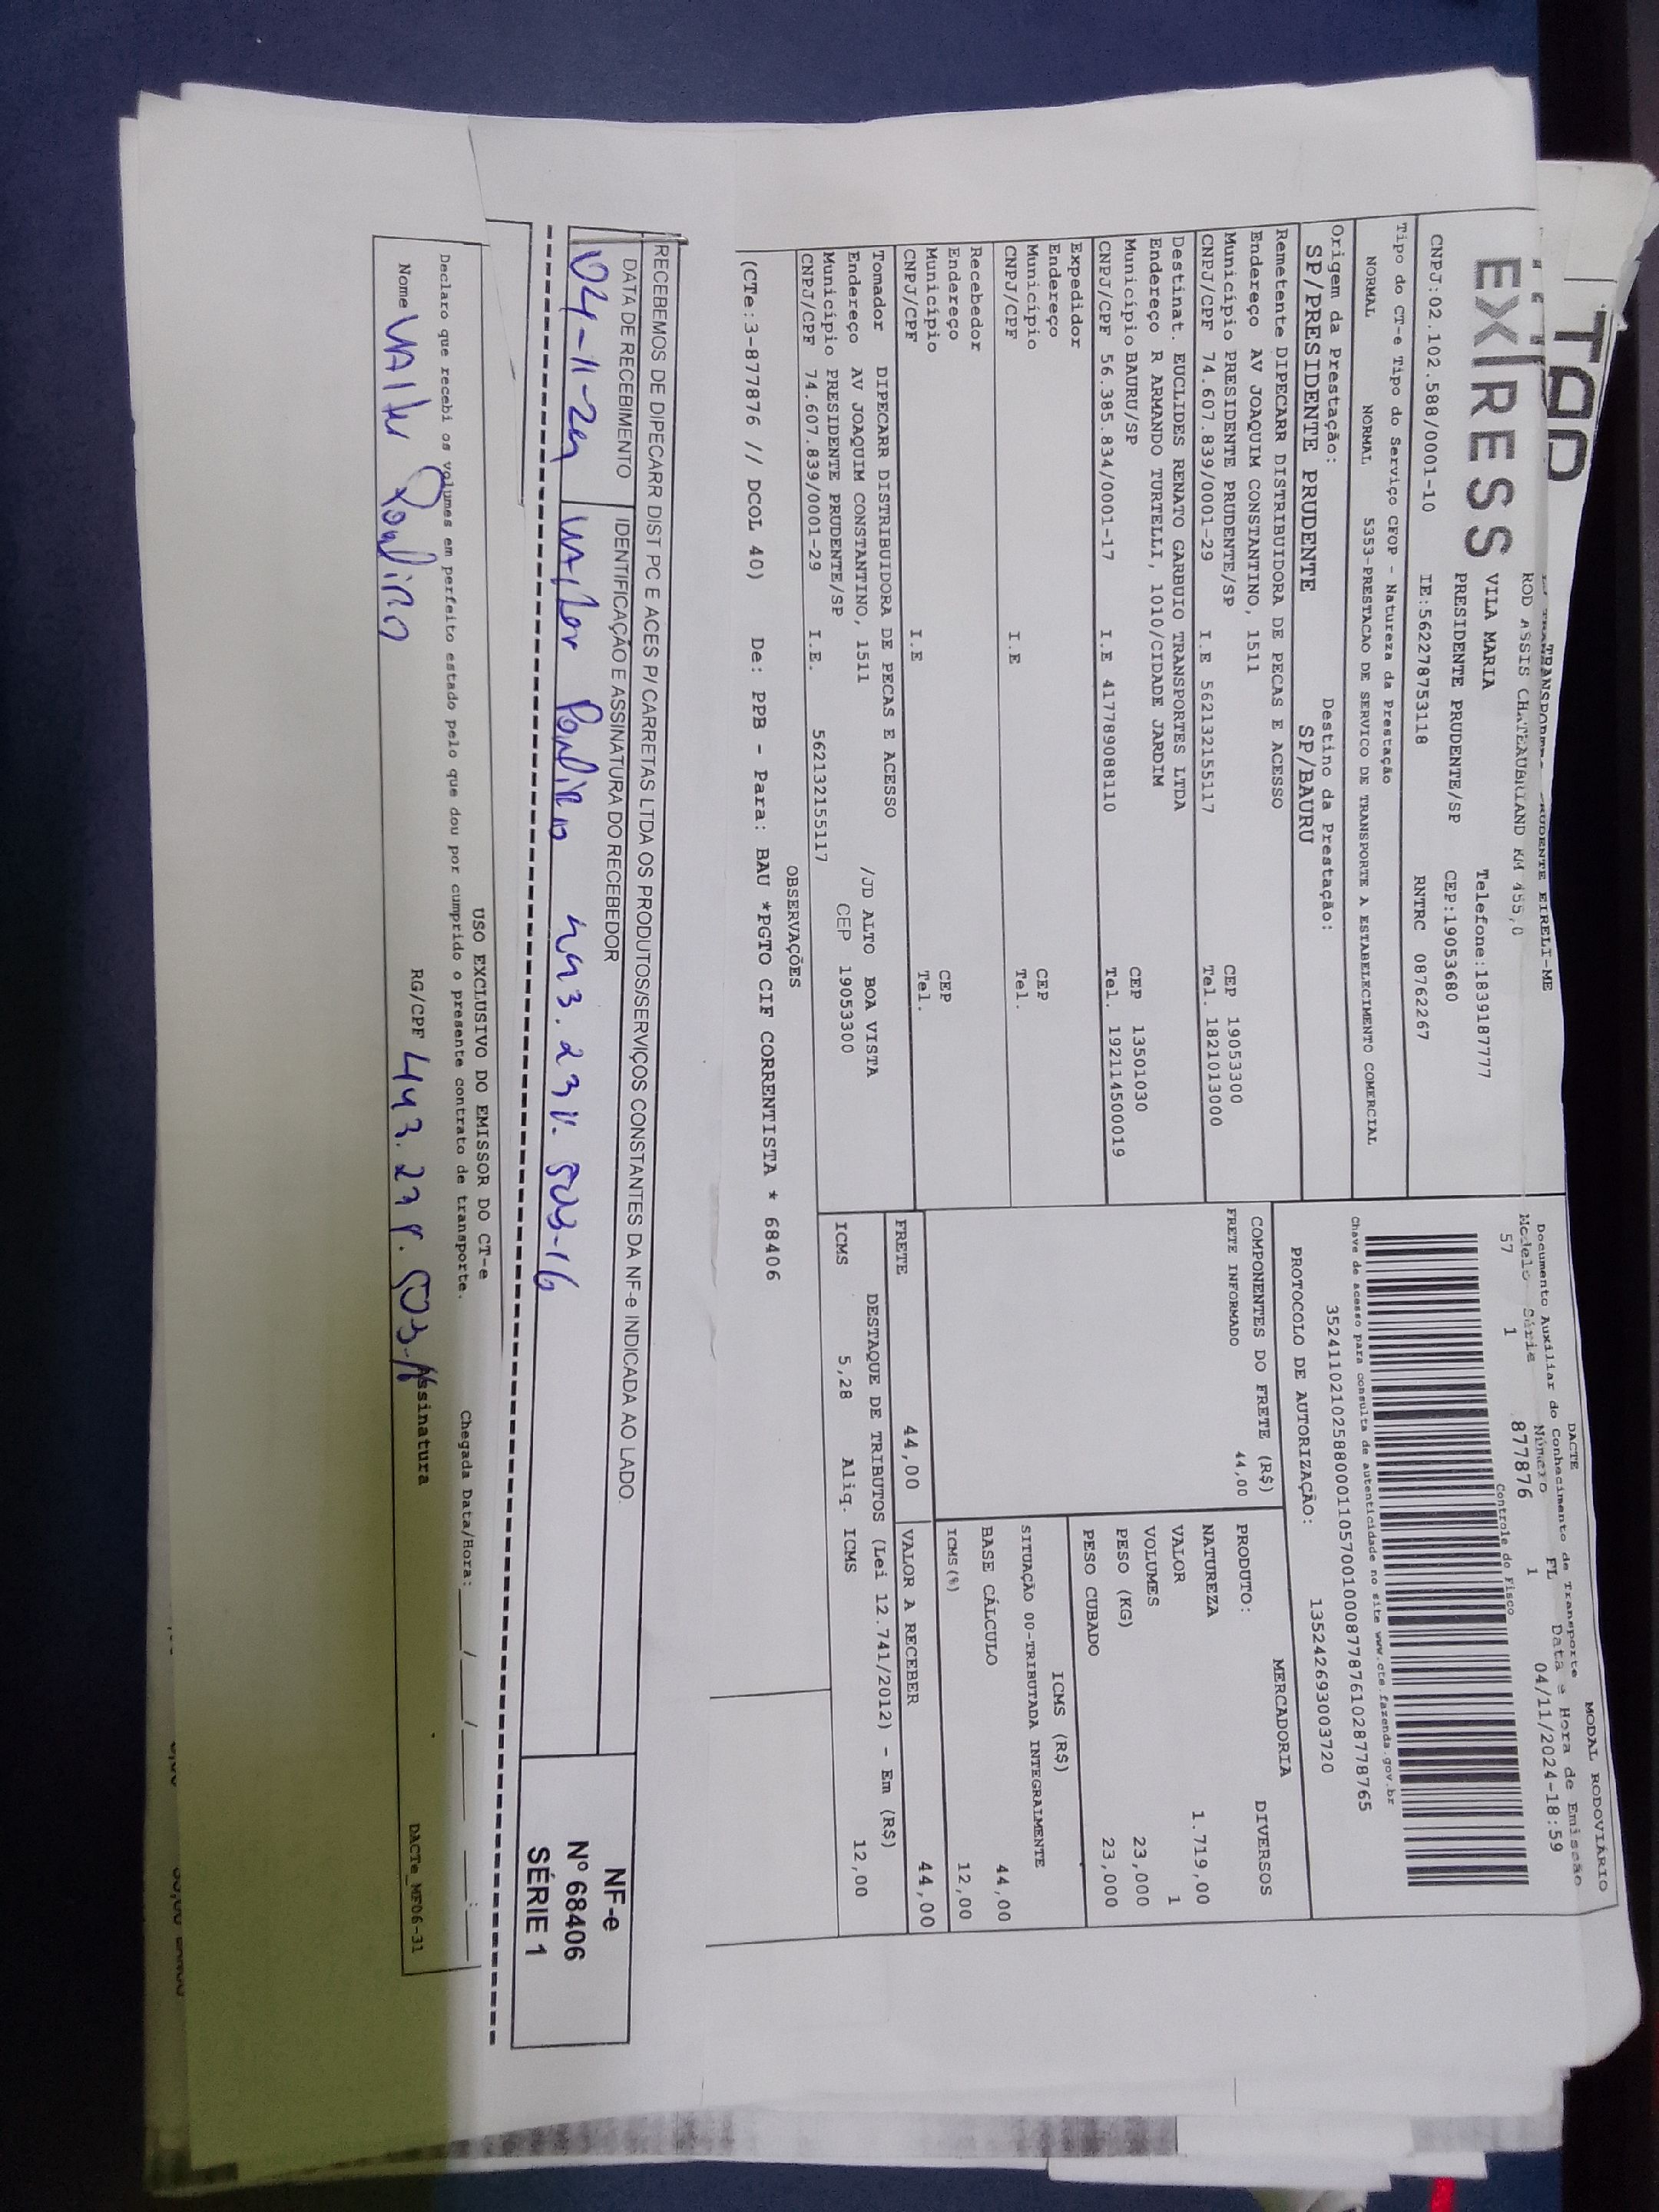 EXPRESS
ROD ASSIS CHATEAUBRIAND KM 455,0
VILA MARIA Telefone:1839187777
PRESIDENTE PRUDENTE/SP CEP:19053680
CNPJ:02.102.588/0001-10 IE:562278753118 RNTRC 08762267
Tipo do CT-e Tipo do Serviço CFOP - Natureza da Prestação
NORMAL NORMAL 5353-PRESTACAO DE SERVICO DE TRANSPORTE A ESTABELECIMENTO COMERCIAL
Origem da Prestação: Destino da Prestação:
SP/PRESIDENTE PRUDENTE SP/BAURU
Remetente DIPECARR DISTRIBUIDORA DE PECAS E ACESSO
Endereço AV JOAQUIM CONSTANTINO, 1511
Município PRESIDENTE PRUDENTE/SP CEP 19053300
CNPJ/CPF 74.607.839/0001-29 I.E 562132155117 Tel. 1821013000
Destinat. EUCLIDES RENATO GARBUIO TRANSPORTES LTDA
Endereço R ARMANDO TURTELLI, 1010/CIDADE JARDIM
Município BAURU/SP CEP 13501030
CNPJ/CPF 56.385.834/0001-17 I.E 417789088110 Tel. 192114500019
Expedidor
Endereço
Município CEP
CNPJ/CPF I.E Tel.
Recebedor
Endereço
Município CEP
CNPJ/CPF I.E Tel.
Tomador DIPECARR DISTRIBUIDORA DE PECAS E ACESSO
Endereço AV JOAQUIM CONSTANTINO, 1511 /JD ALTO BOA VISTA
Município PRESIDENTE PRUDENTE/SP CEP 19053300
CNPJ/CPF 74.607.839/0001-29 I.E. 562132155117
MODAL RODOVIÁRIO
DACTE
Documento Auxiliar do Conhecimento de Transporte
Modelo Série Número FL Data e Hora de Emissão
57 1 877876 1 04/11/2024-18:59
Controle do Fisco
Chave de acesso para consulta de autenticidade no site www.cte.fazenda.gov.br
35241102102588000110570010008778761028778765
PROTOCOLO DE AUTORIZAÇÃO: 135242693003720
COMPONENTES DO FRETE (R$)
FRETE INFORMADO 44,00
MERCADORIA
PRODUTO: DIVERSOS
NATUREZA
VALOR 1.719,00
VOLUMES 1
PESO (KG) 23,000
PESO CUBADO 23,000
ICMS (R$)
SITUAÇÃO 00-TRIBUTADA INTEGRALMENTE
BASE CÁLCULO 44,00
ICMS(%) 12,00
FRETE 44,00 VALOR A RECEBER 44,00
DESTAQUE DE TRIBUTOS (Lei 12.741/2012) - Em (R$)
ICMS 5,28 Aliq. ICMS 12,00
OBSERVAÇÕES
(CTe:3-877876 // DCOL 40) De: PPB - Para: BAU *PGTO CIF CORRENTISTA * 68406
RECEBEMOS DE DIPECARR DIST PC E ACES P/ CARRETAS LTDA OS PRODUTOS/SERVIÇOS CONSTANTES DA NF-e INDICADA AO LADO.
DATA DE RECEBIMENTO IDENTIFICAÇÃO E ASSINATURA DO RECEBEDOR
04-11-24
NF-e
Nº 68406
SÉRIE 1
USO EXCLUSIVO DO EMISSOR DO CT-e
Chegada Data/Hora: ___/___/____ ___:___
Declaro que recebi os volumes em perfeito estado pelo que dou por cumprido o presente contrato de transporte.
Nome RG/CPF Assinatura
DACTe_MF06-31